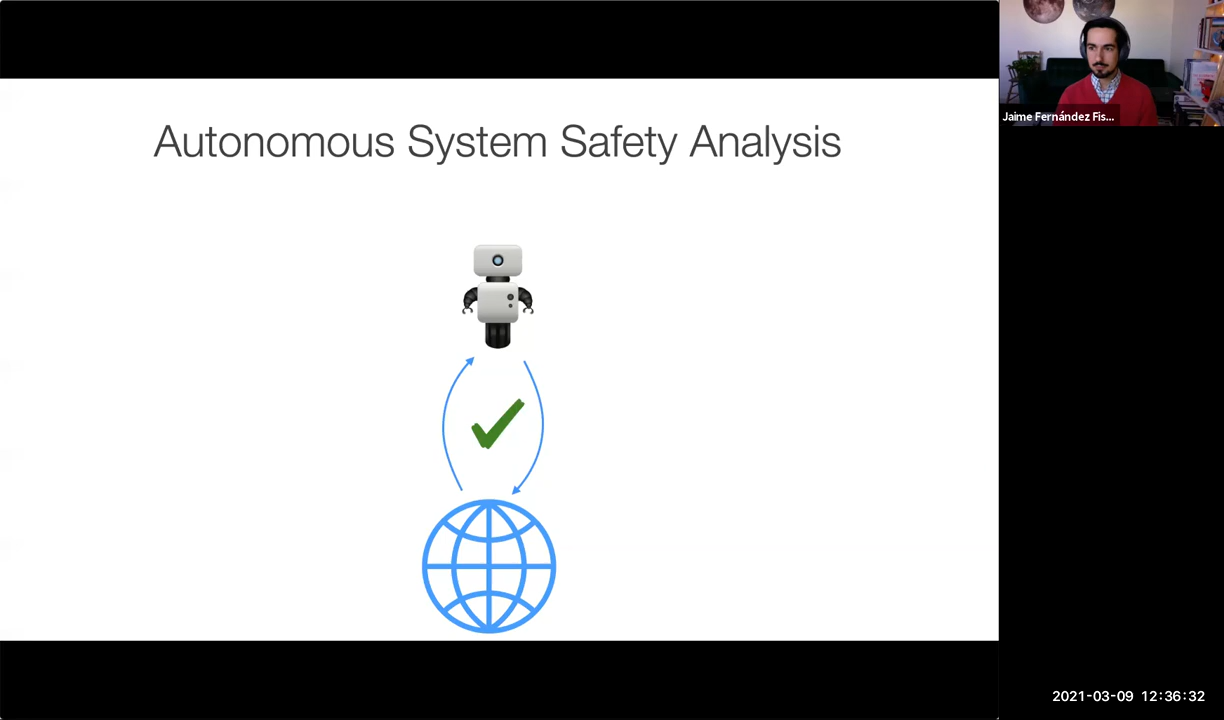 Autonomous System Safety Analysis
Jaime Fernández Fis...
2021-03-09 12:36:32